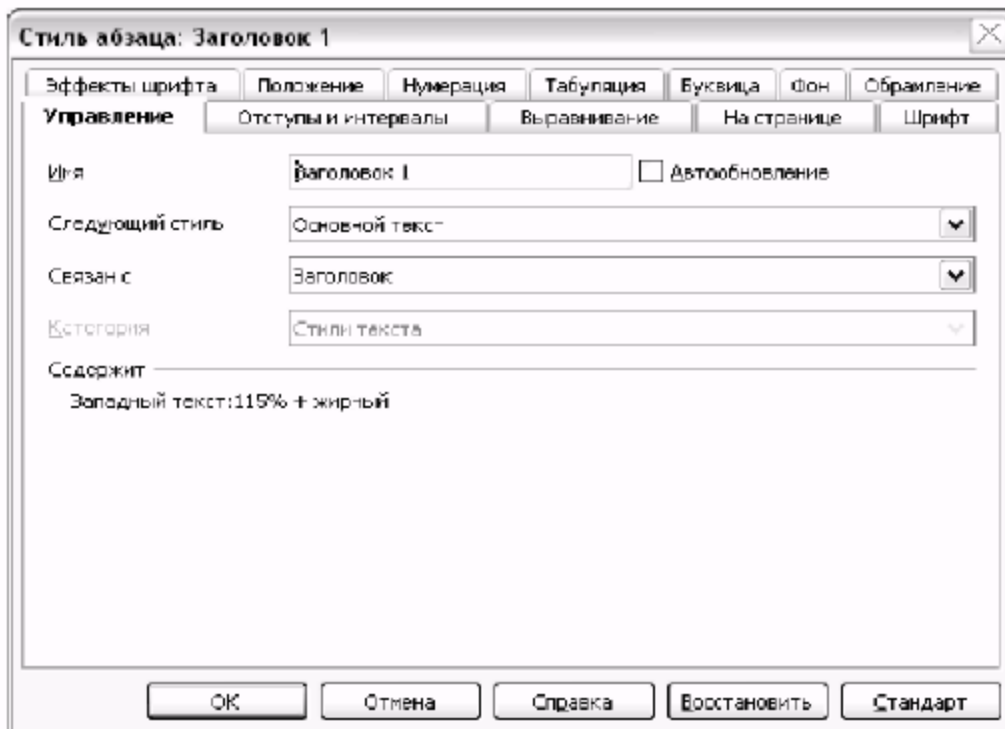 Стиль абзаца: Заголовок 1
Эффекты шрифта Положение Нумерация Табуляция Буквица Фон Обрамление
Управление Отступы и интервалы Выравнивание На странице Шрифт
Имя Заголовок 1 Автообновление
Следующий стиль Основной текст
Связан с Заголовок
Категория Стили текста
Содержит
Западный текст:115% + жирный
ОК Отмена Справка Восстановить Стандарт